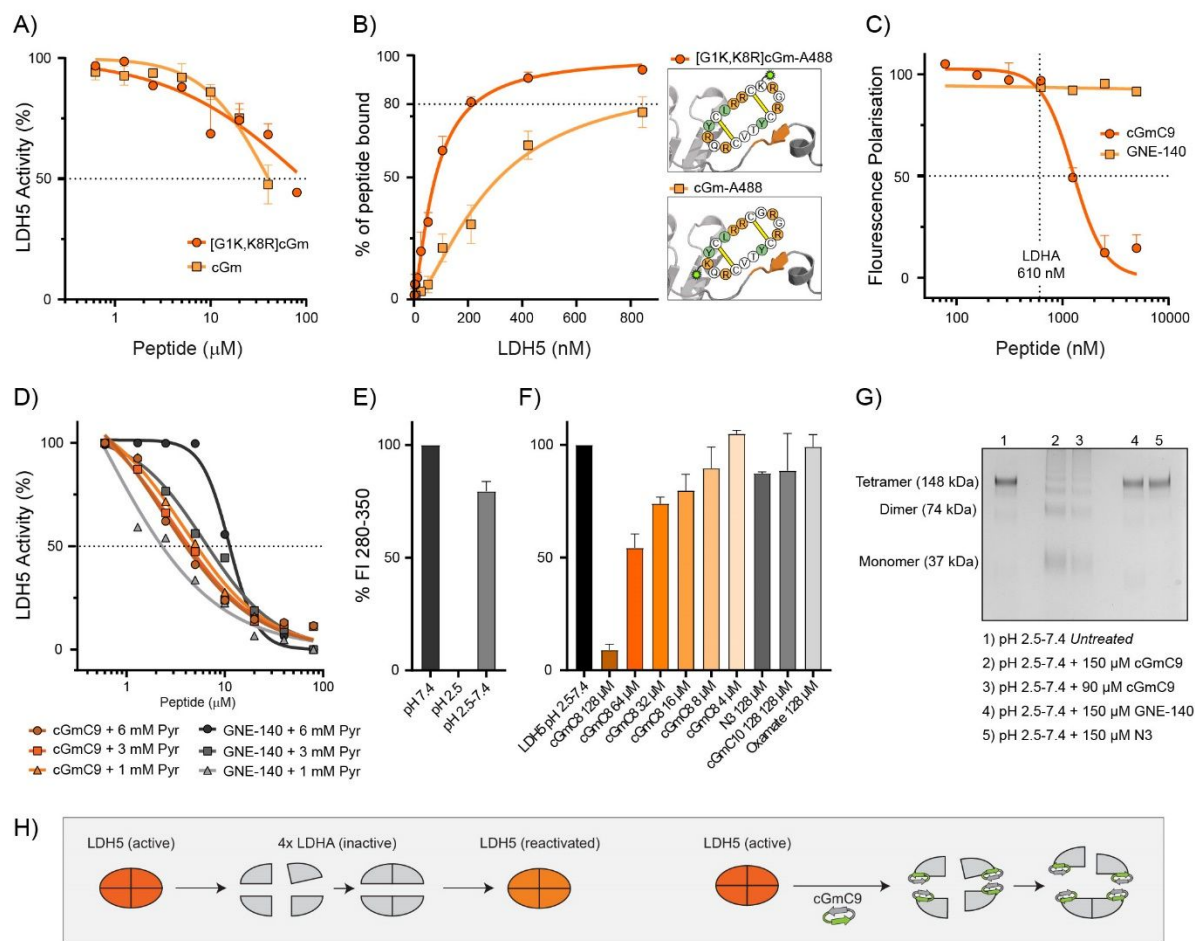 A)
100
50
0
LDH5 Activity (%)
[G1K,K8R]cGm
cGm
1
10
100
Peptide (μM)
B)
100
80
60
40
20
0
% of peptide bound
0
200
400
600
800
LDH5 (nM)
[G1K,K8R]cGm-A488
Y L R R C K R G R C Y T V C R Q R
cGm-A488
Y L R R C G R G R C Y T V C R Q K
C)
100
50
0
Flourescence Polarisation
cGmC9
GNE-140
LDHA
610 nM
100
1000
10000
Peptide (nM)
D)
100
50
0
LDH5 Activity (%)
1
10
100
Peptide (μM)
cGmC9 + 6 mM Pyr
cGmC9 + 3 mM Pyr
cGmC9 + 1 mM Pyr
GNE-140 + 6 mM Pyr
GNE-140 + 3 mM Pyr
GNE-140 + 1 mM Pyr
E)
% FI 280-350
100
50
0
pH 7.4
pH 2.5
pH 2.5-7.4
F)
100
50
0
LDH5 pH 2.5-7.4
cGmC8 128 μM
cGmC8 64 μM
cGmC8 32 μM
cGmC8 16 μM
cGmC8 8 μM
cGmC8 4 μM
N3 128 μM
cGmC10 128 128 μM
Oxamate 128 μM
G)
1 2 3 4 5
Tetramer (148 kDa)
Dimer (74 kDa)
Monomer (37 kDa)
1) pH 2.5-7.4 Untreated
2) pH 2.5-7.4 + 150 μM cGmC9
3) pH 2.5-7.4 + 90 μM cGmC9
4) pH 2.5-7.4 + 150 μM GNE-140
5) pH 2.5-7.4 + 150 μM N3
H)
LDH5 (active)
4x LDHA (inactive)
LDH5 (reactivated)
LDH5 (active)
cGmC9